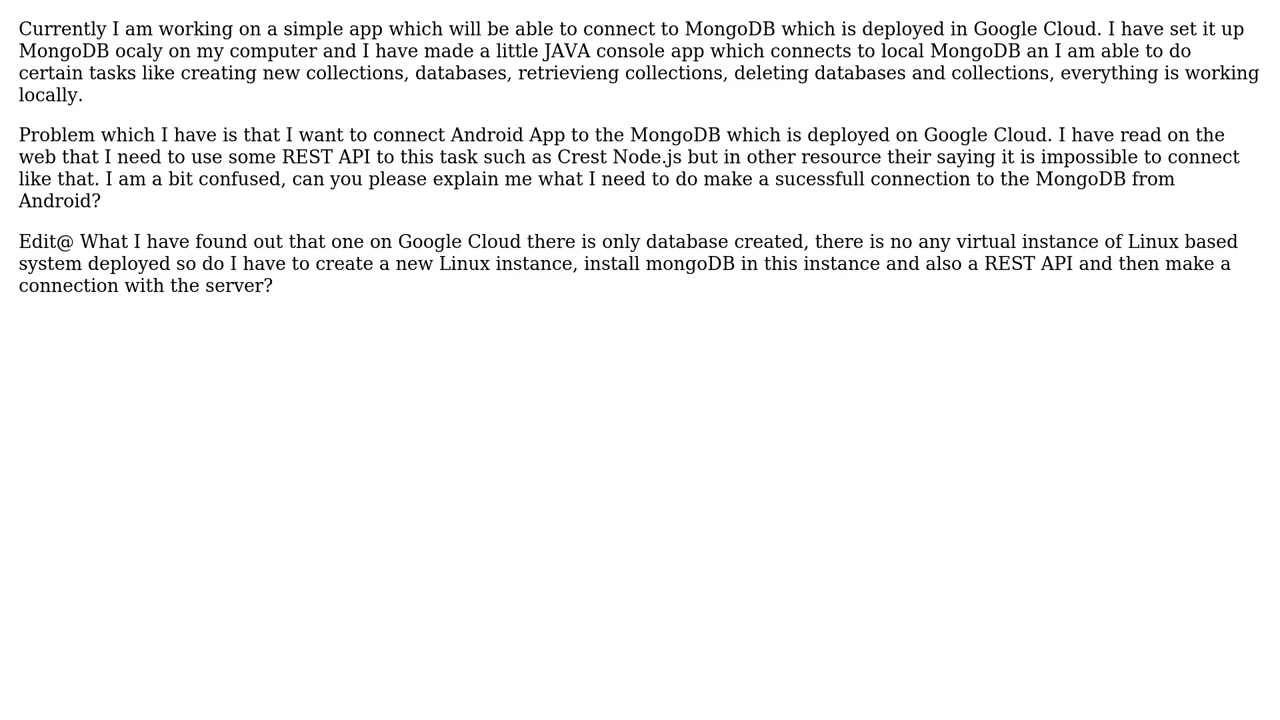 Currently I am working on a simple app which will be able to connect to MongoDB which is deployed in Google Cloud. I have set it up
MongoDB ocaly on my computer and I have made a little JAVA console app which connects to local MongoDB an I am able to do
certain tasks like creating new collections, databases, retrievieng collections, deleting databases and collections, everything is working
locally.
Problem which I have is that I want to connect Android App to the MongoDB which is deployed on Google Cloud. I have read on the
web that I need to use some REST API to this task such as Crest Node.js but in other resource their saying it is impossible to connect
like that. I am a bit confused, can you please explain me what I need to do make a sucessfull connection to the MongoDB from
Android?
Edit@ What I have found out that one on Google Cloud there is only database created, there is no any virtual instance of Linux based
system deployed so do I have to create a new Linux instance, install mongoDB in this instance and also a REST API and then make a
connection with the server?